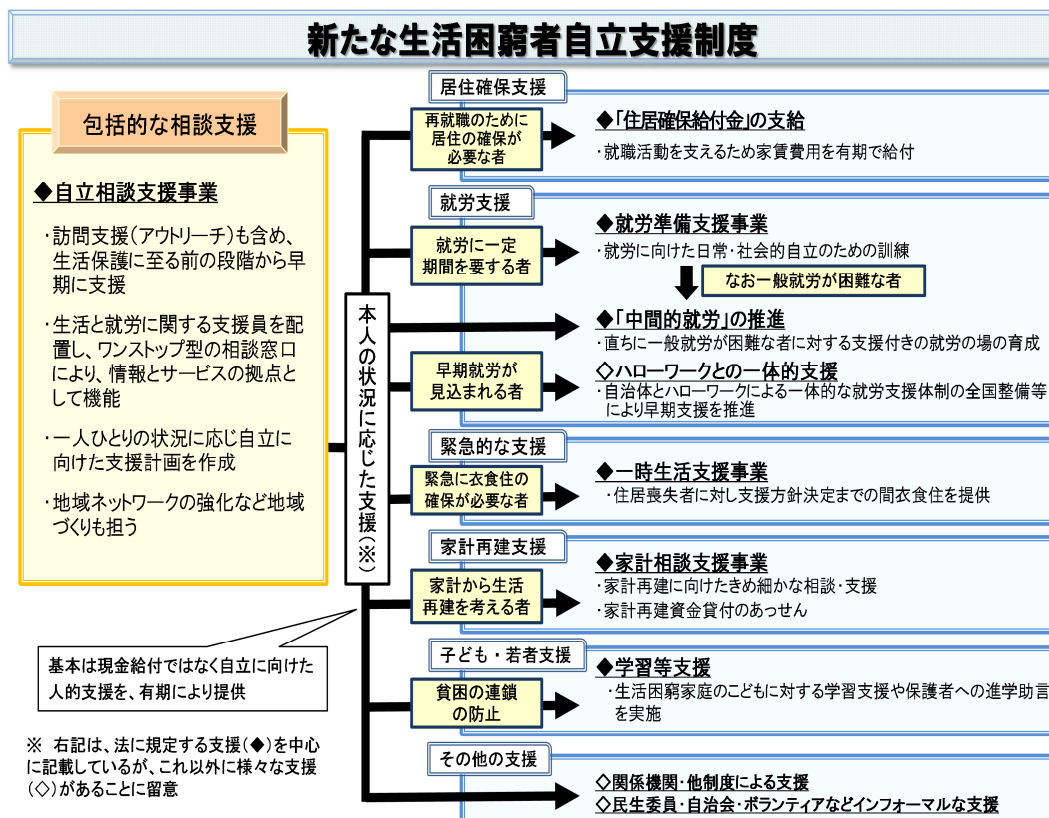 新たな生活困窮者自立支援制度
包括的な相談支援
◆自立相談支援事業
・訪問支援(アウトリーチ)も含め、
生活保護に至る前の段階から早
期に支援
・生活と就労に関する支援員を配
置し、ワンストップ型の相談窓口
により、情報とサービスの拠点と
して機能
・一人ひとりの状況に応じ自立に
向けた支援計画を作成
・地域ネットワークの強化など地域
づくりも担う
本人の状況に応じた支援(※)
基本は現金給付ではなく自立に向けた
人的支援を、有期により提供
※ 右記は、法に規定する支援(◆)を中心
に記載しているが、これ以外に様々な支援
(◇)があることに留意
居住確保支援
再就職のために
居住の確保が
必要な者
◆「住居確保給付金」の支給
・就職活動を支えるため家賃費用を有期で給付
就労支援
就労に一定
期間を要する者
◆就労準備支援事業
・就労に向けた日常・社会的自立のための訓練
なお一般就労が困難な者
◆「中間的就労」の推進
・直ちに一般就労が困難な者に対する支援付きの就労の場の育成
早期就労が
見込まれる者
◇ハローワークとの一体的支援
・自治体とハローワークによる一体的な就労支援体制の全国整備等
により早期支援を推進
緊急的な支援
緊急に衣食住の
確保が必要な者
◆一時生活支援事業
・住居喪失者に対し支援方針決定までの間衣食住を提供
家計再建支援
家計から生活
再建を考える者
◆家計相談支援事業
・家計再建に向けたきめ細かな相談・支援
・家計再建資金貸付のあっせん
子ども・若者支援
貧困の連鎖
の防止
◆学習等支援
・生活困窮家庭のこどもに対する学習支援や保護者への進学助言
を実施
その他の支援
◇関係機関・他制度による支援
◇民生委員・自治会・ボランティアなどインフォーマルな支援